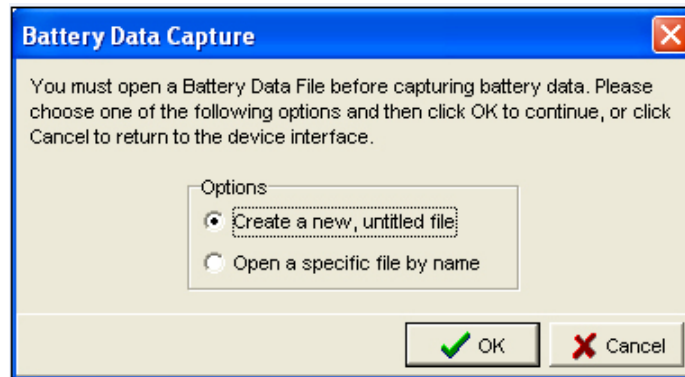 Battery Data Capture
You must open a Battery Data File before capturing battery data. Please
choose one of the following options and then click OK to continue, or click
Cancel to return to the device interface.
Options
Create a new, untitled file
Open a specific file by name
OK
Cancel